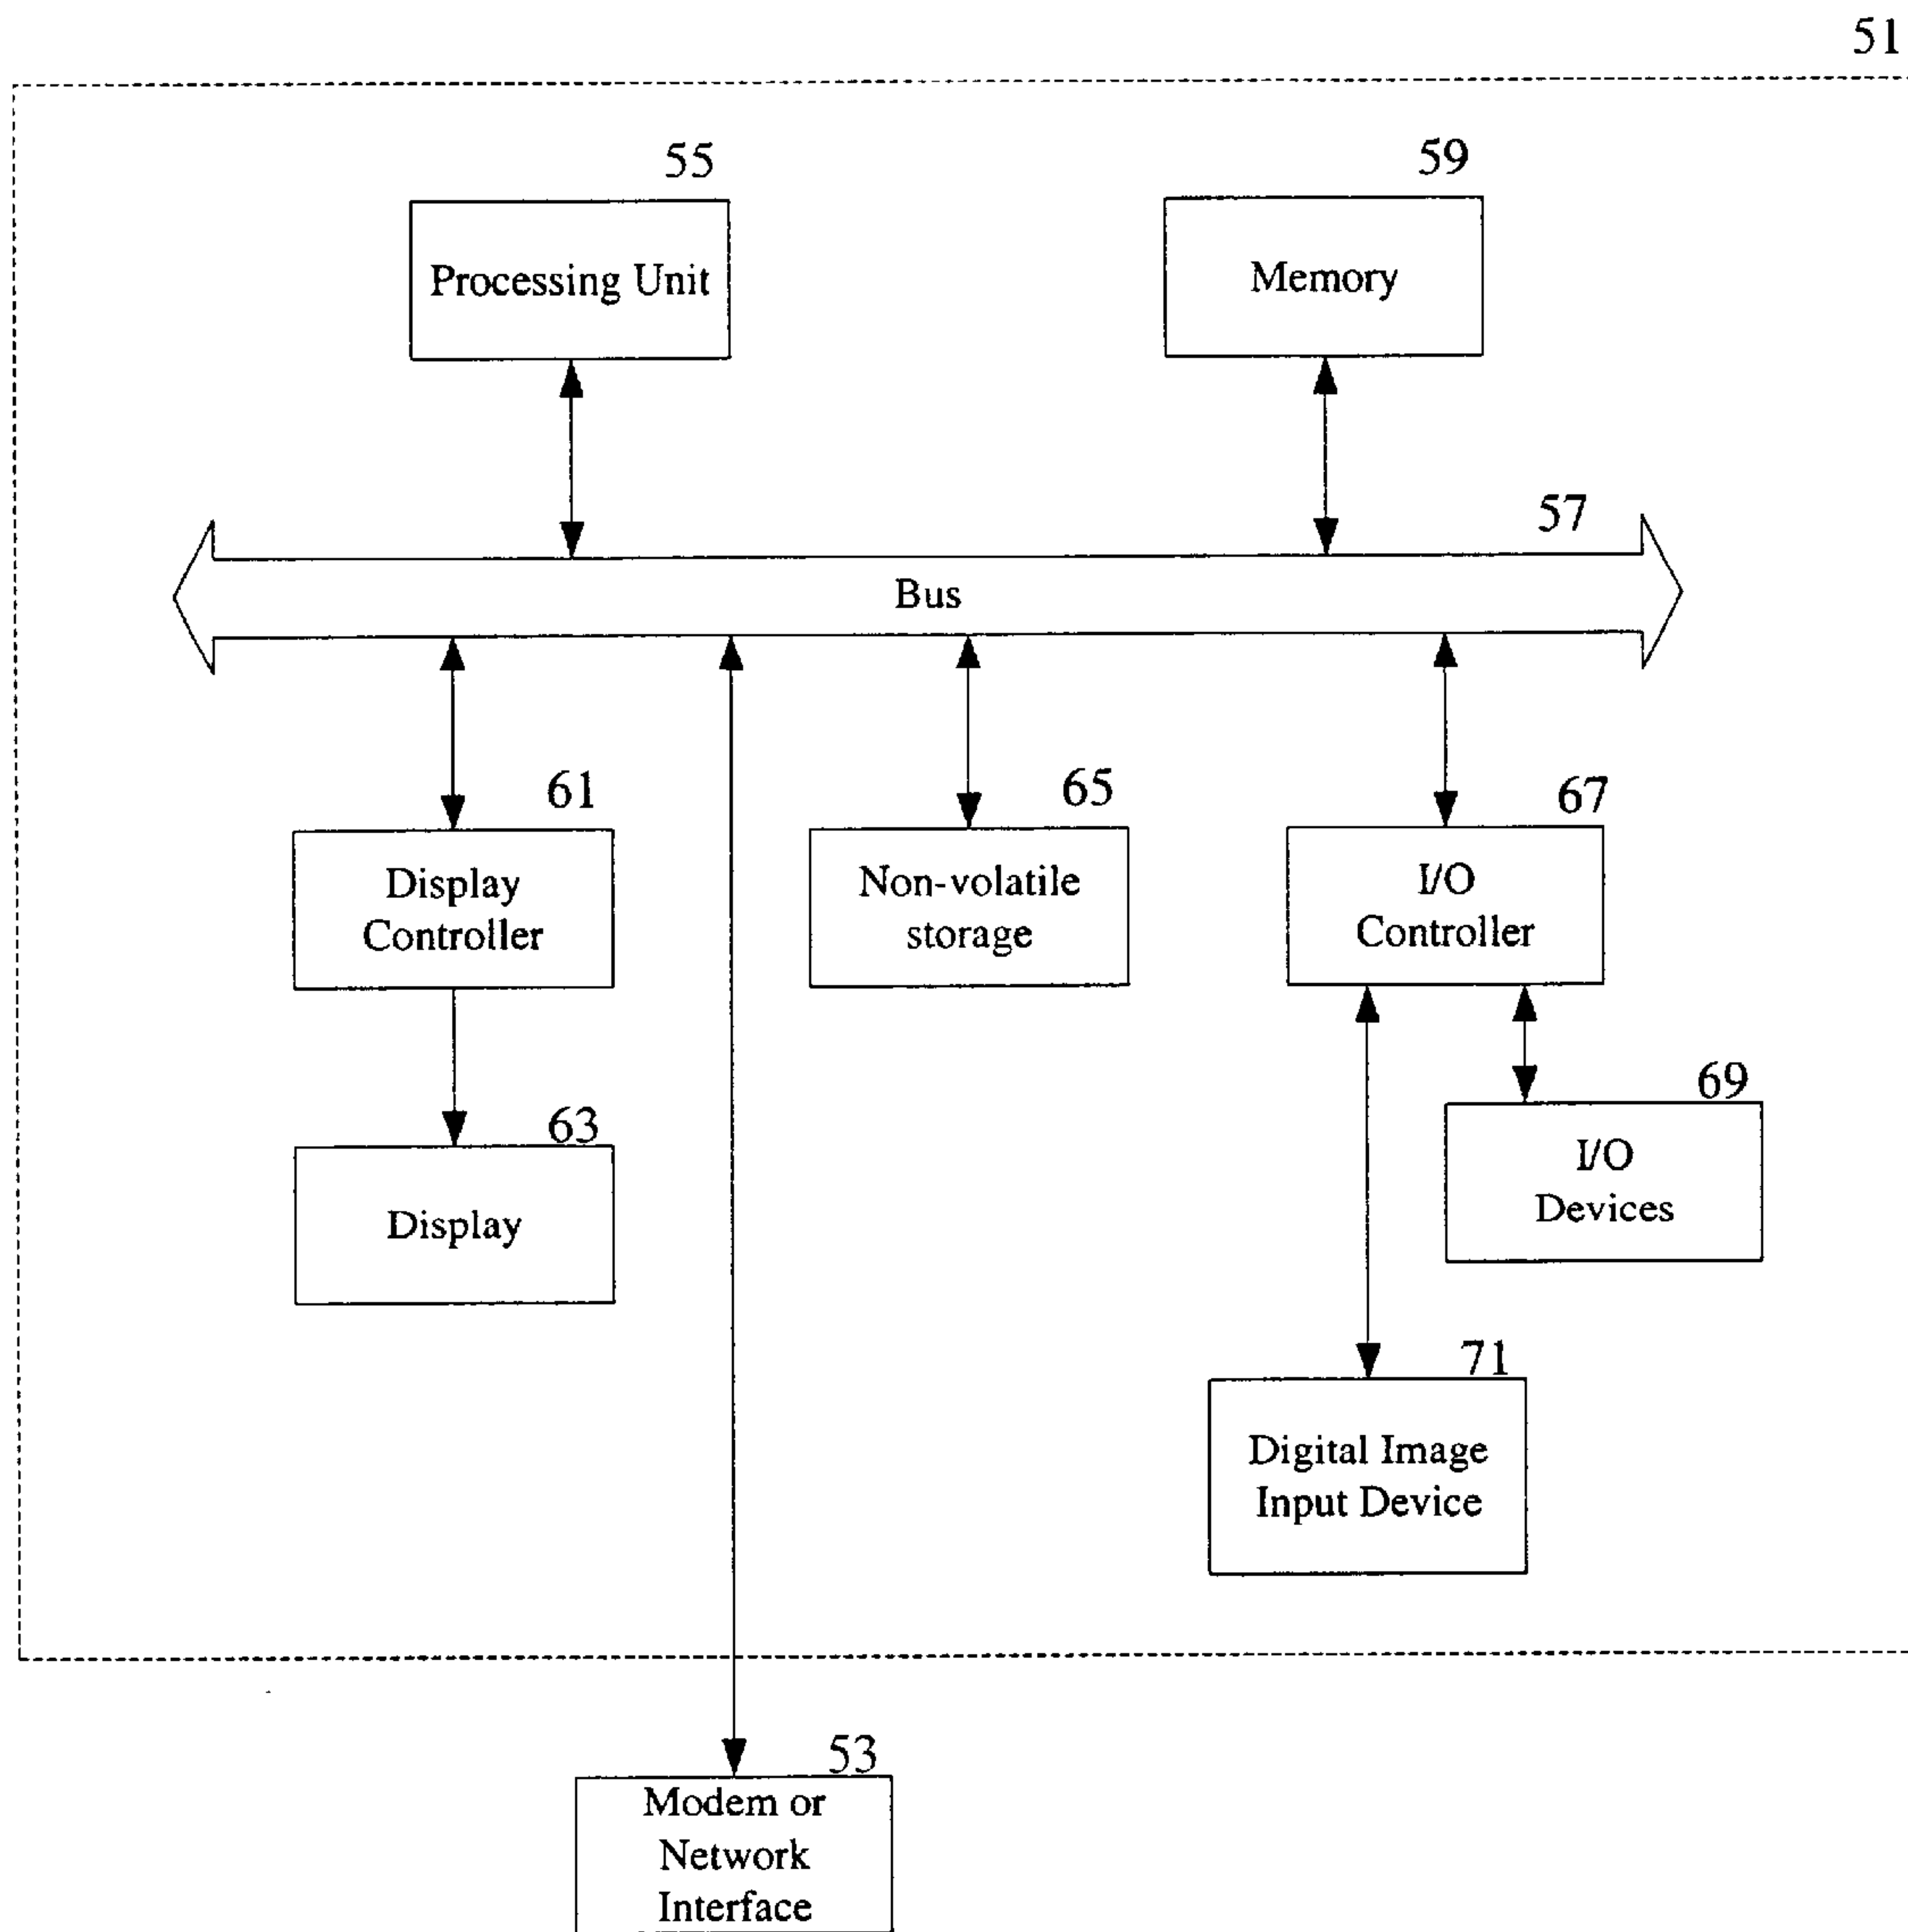 51
55
59
Processing Unit
Memory
57
Bus
61
65
67
Display
Controller
Non-volatile
storage
I/O
Controller
63
69
Display
I/O
Devices
71
Digital Image
Input Device
53
Modem or
Network
Interface